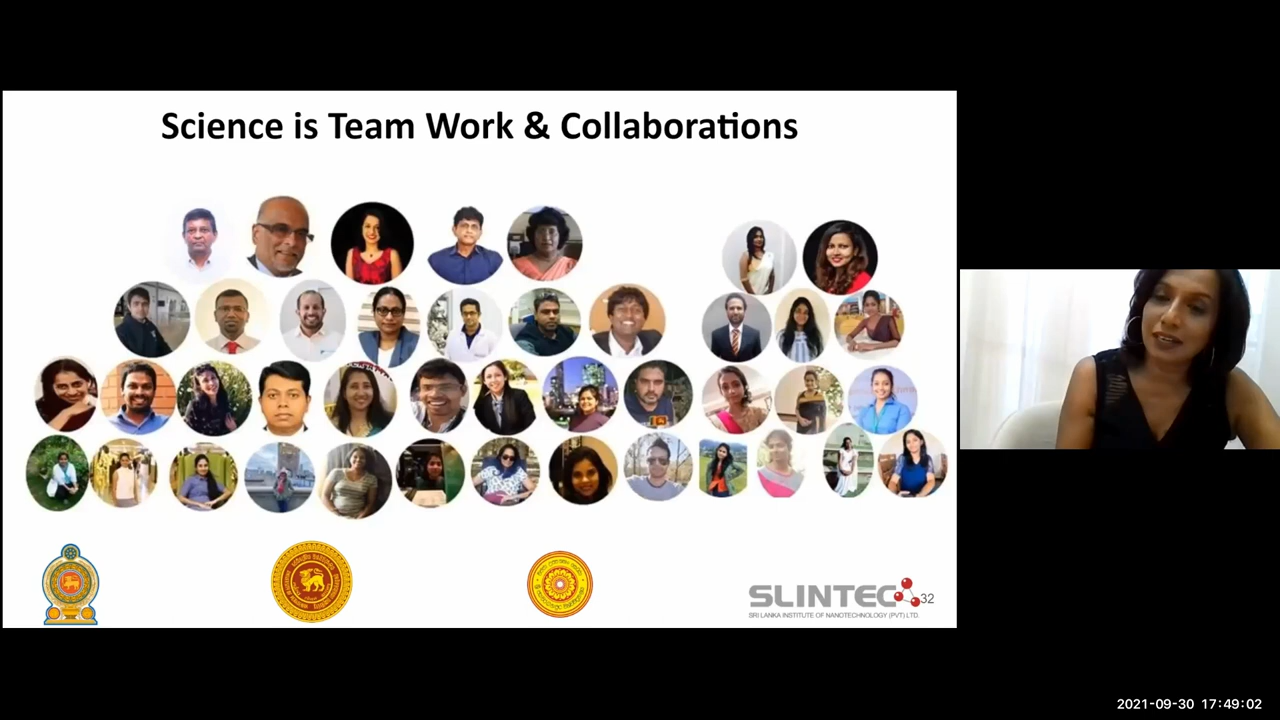 Science is Team Work & Collaborations
SLINTEC
32
SRI LANKA INSTITUTE OF NANOTECHNOLOGY (PVT) LTD.
2021-09-30 17:49:02